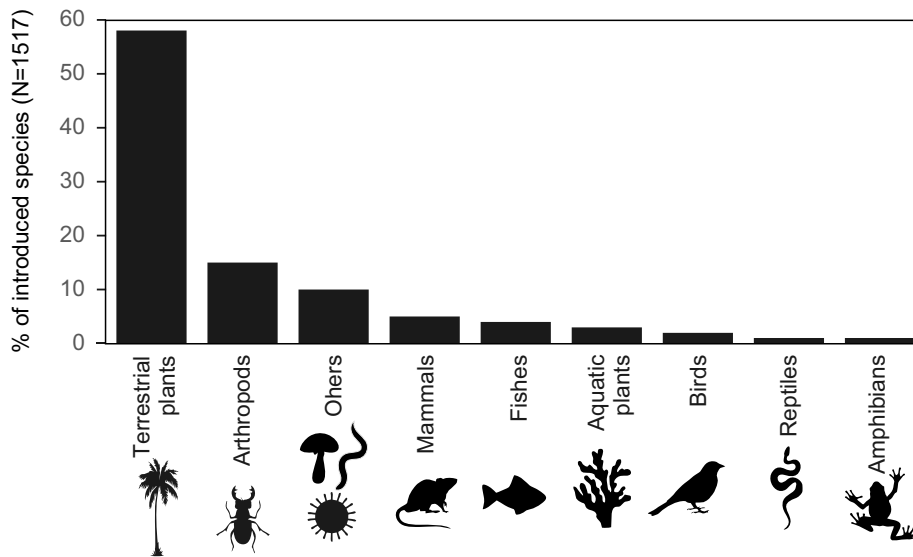 % of introduced species (N=1517)
60
50
40
30
20
10
0
Terrestrial
plants
Arthropods
Ohers
Mammals
Fishes
Aquatic
plants
Birds
Reptiles
Amphibians